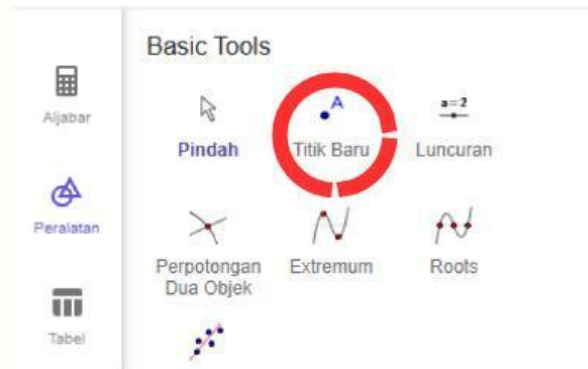 Basic Tools
Aljabar
Peralatan
Tabel
A
a=2
Pindah
Titik Baru
Luncuran
Perpotongan
Dua Objek
Extremum
Roots